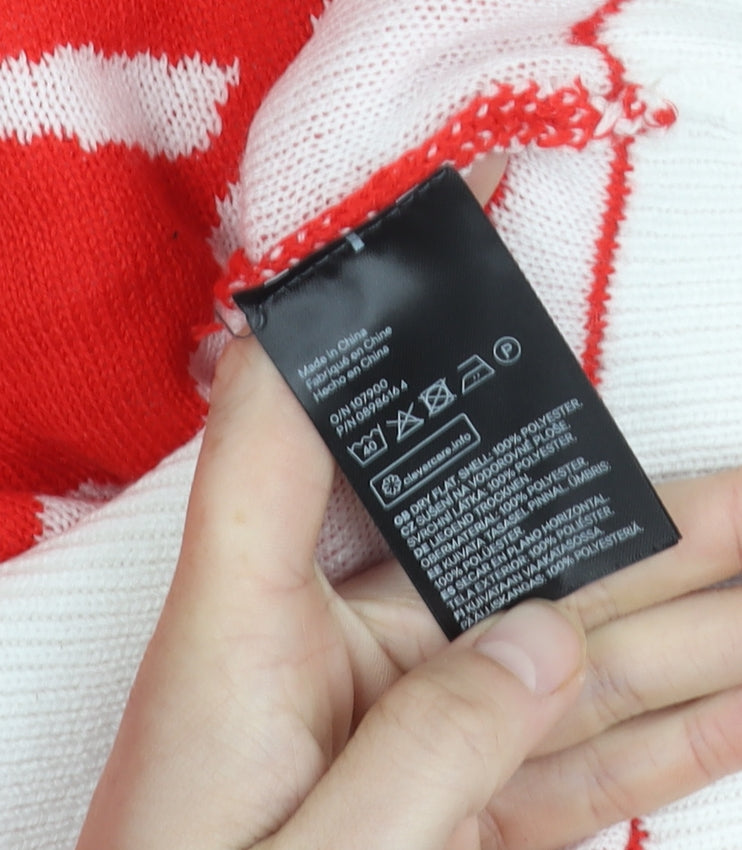 Made in China
Fabriqué en Chine
Hecho en China
O/N 107900
P/N 0898616 4
40
P
clevercare.info
GB DRY FLAT. SHELL: 100% POLYESTER.
CZ SUŠENÍ NA VODOROVNÉ PLOŠE.
SVRCHNÍ LÁTKA: 100% POLYESTER.
DE LIEGEND TROCKNEN.
OBERMATERIAL: 100% POLYESTER.
EE KUIVATA TASASEL PINNAL. ÜMBRIS:
100% POLÜESTER.
ES SECAR EN PLANO HORIZONTAL.
TELA EXTERIOR: 100% POLIÉSTER.
FI KUIVATAAN VAAKATASOSSA.
PÄÄLLISKANGAS: 100% POLYESTERIÄ.